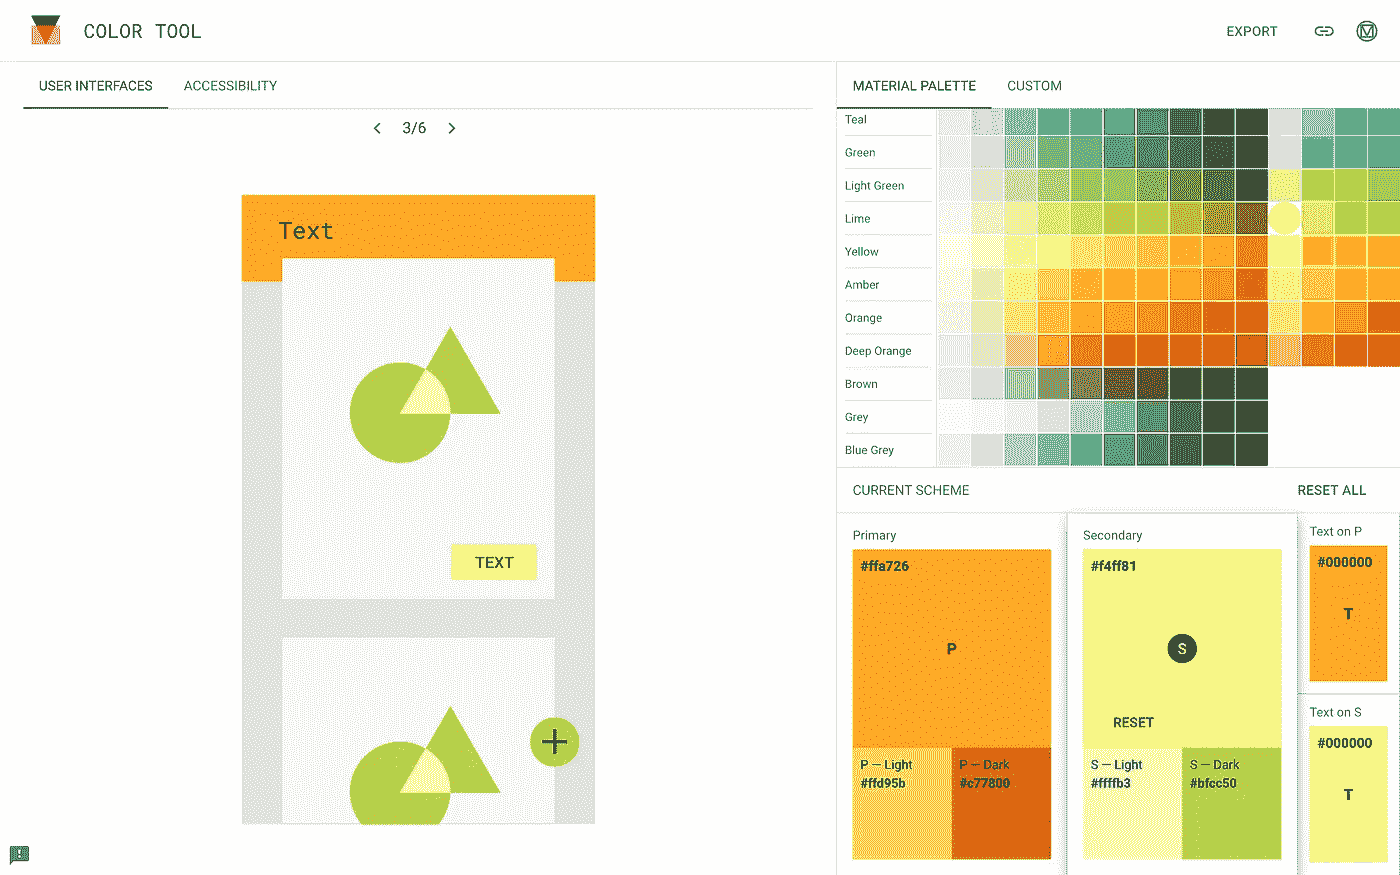 COLOR TOOL
EXPORT
USER INTERFACES
ACCESSIBILITY
3/6
Text
TEXT
MATERIAL PALETTE
CUSTOM
Teal
Green
Light Green
Lime
Yellow
Amber
Orange
Deep Orange
Brown
Grey
Blue Grey
CURRENT SCHEME
RESET ALL
Primary
#ffa726
P
P — Light
#ffd95b
P — Dark
#c77800
Secondary
#f4ff81
S
RESET
S — Light
#ffffb3
S — Dark
#bfcc50
Text on P
#000000
T
Text on S
#000000
T